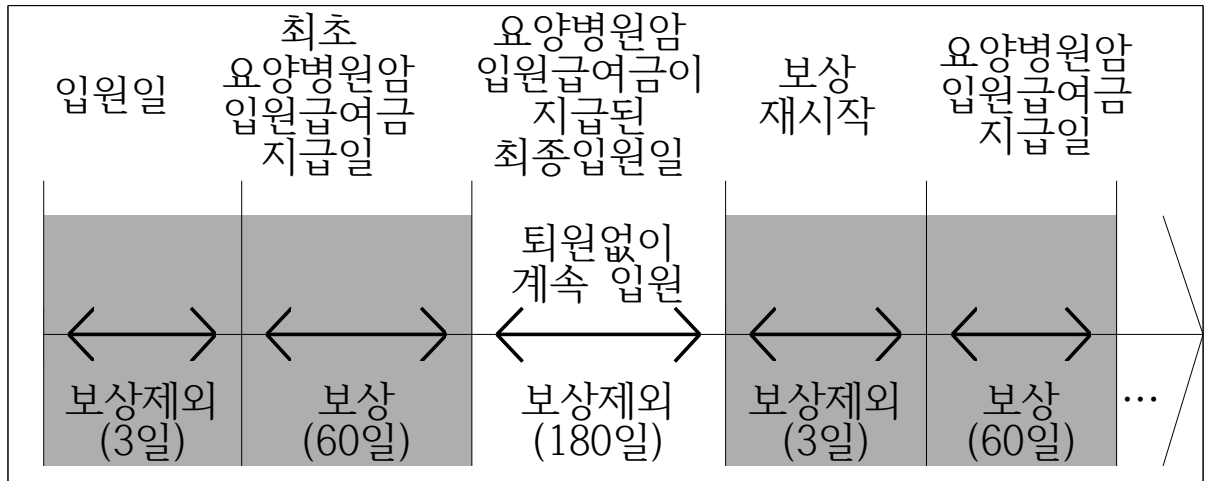 입원일
최초
요양병원암
입원급여금
지급일
요양병원암
입원급여금이
지급된
최종입원일
보상
재시작
요양병원암
입원급여금
지급일
퇴원없이
계속 입원
보상제외
(3일)
보상
(60일)
보상제외
(180일)
보상제외
(3일)
보상
(60일)
…